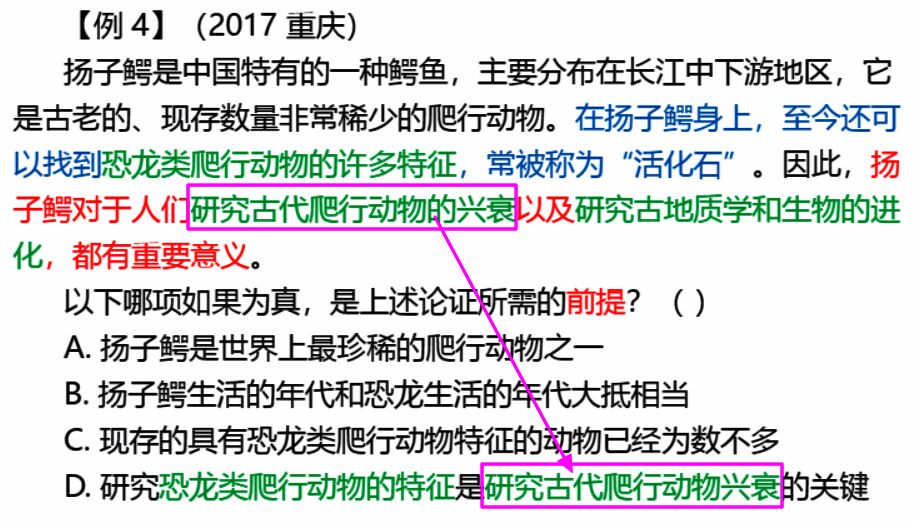 【例 4】（2017 重庆）
扬子鳄是中国特有的一种鳄鱼，主要分布在长江中下游地区，它
是古老的、现存数量非常稀少的爬行动物。在扬子鳄身上，至今还可
以找到恐龙类爬行动物的许多特征，常被称为“活化石”。因此，扬
子鳄对于人们研究古代爬行动物的兴衰以及研究古地质学和生物的进
化，都有重要意义。
以下哪项如果为真，是上述论证所需的前提？（ ）
A. 扬子鳄是世界上最珍稀的爬行动物之一
B. 扬子鳄生活的年代和恐龙生活的年代大抵相当
C. 现存的具有恐龙类爬行动物特征的动物已经为数不多
D. 研究恐龙类爬行动物的特征是研究古代爬行动物兴衰的关键